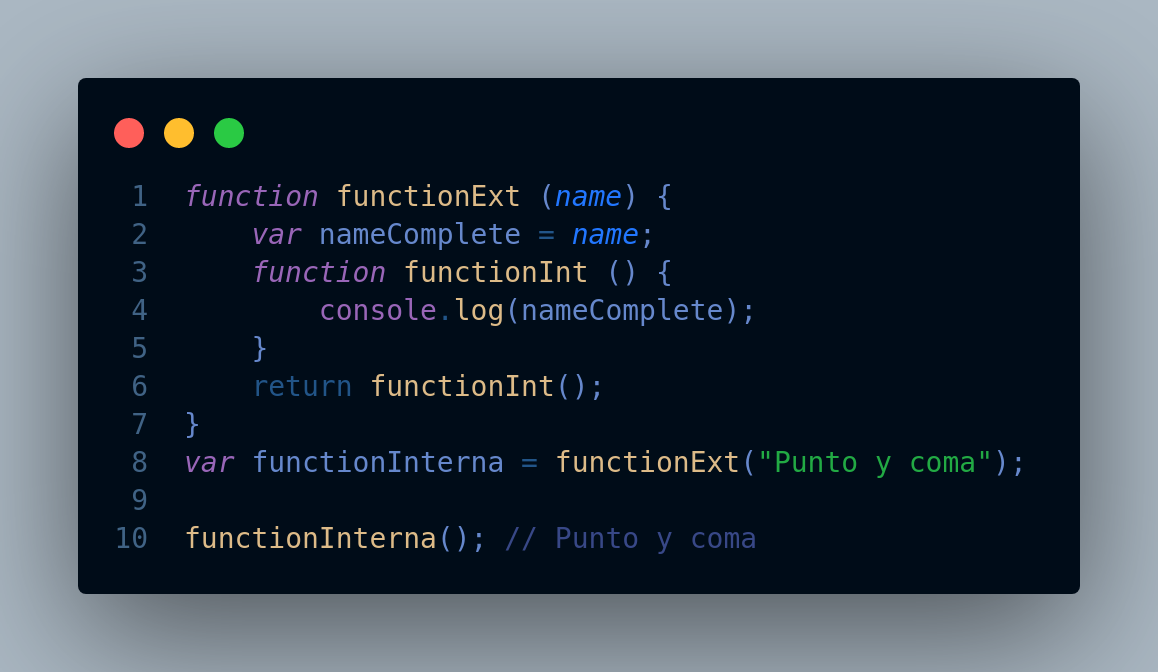 1 function functionExt (name) {
2     var nameComplete = name;
3     function functionInt () {
4         console.log(nameComplete);
5     }
6     return functionInt();
7 }
8 var functionInterna = functionExt("Punto y coma");
9
10 functionInterna(); // Punto y coma